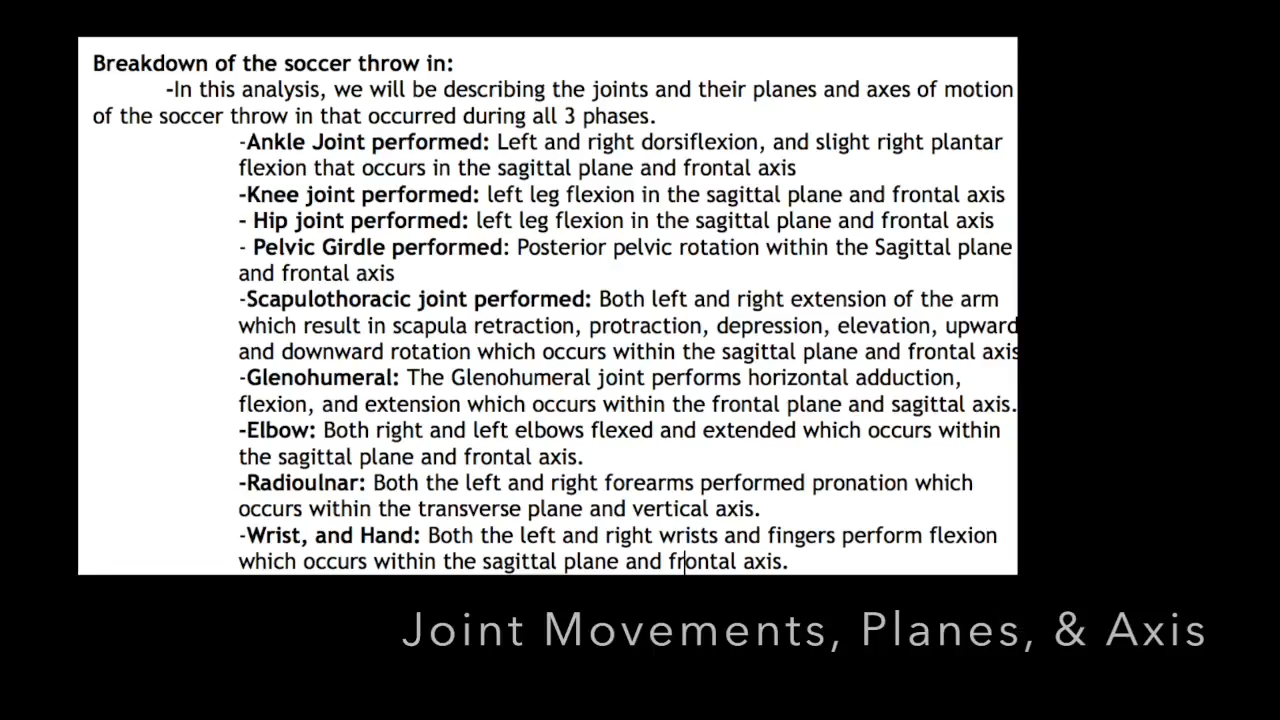 Breakdown of the soccer throw in:
-In this analysis, we will be describing the joints and their planes and axes of motion
of the soccer throw in that occurred during all 3 phases.
-Ankle Joint performed: Left and right dorsiflexion, and slight right plantar
flexion that occurs in the sagittal plane and frontal axis
-Knee joint performed: left leg flexion in the sagittal plane and frontal axis
- Hip joint performed: left leg flexion in the sagittal plane and frontal axis
- Pelvic Girdle performed: Posterior pelvic rotation within the Sagittal plane
and frontal axis
-Scapulothoracic joint performed: Both left and right extension of the arm
which result in scapula retraction, protraction, depression, elevation, upward
and downward rotation which occurs within the sagittal plane and frontal axis
-Glenohumeral: The Glenohumeral joint performs horizontal adduction,
flexion, and extension which occurs within the frontal plane and sagittal axis.
-Elbow: Both right and left elbows flexed and extended which occurs within
the sagittal plane and frontal axis.
-Radioulnar: Both the left and right forearms performed pronation which
occurs within the transverse plane and vertical axis.
-Wrist, and Hand: Both the left and right wrists and fingers perform flexion
which occurs within the sagittal plane and frontal axis.
Joint Movements, Planes, & Axis